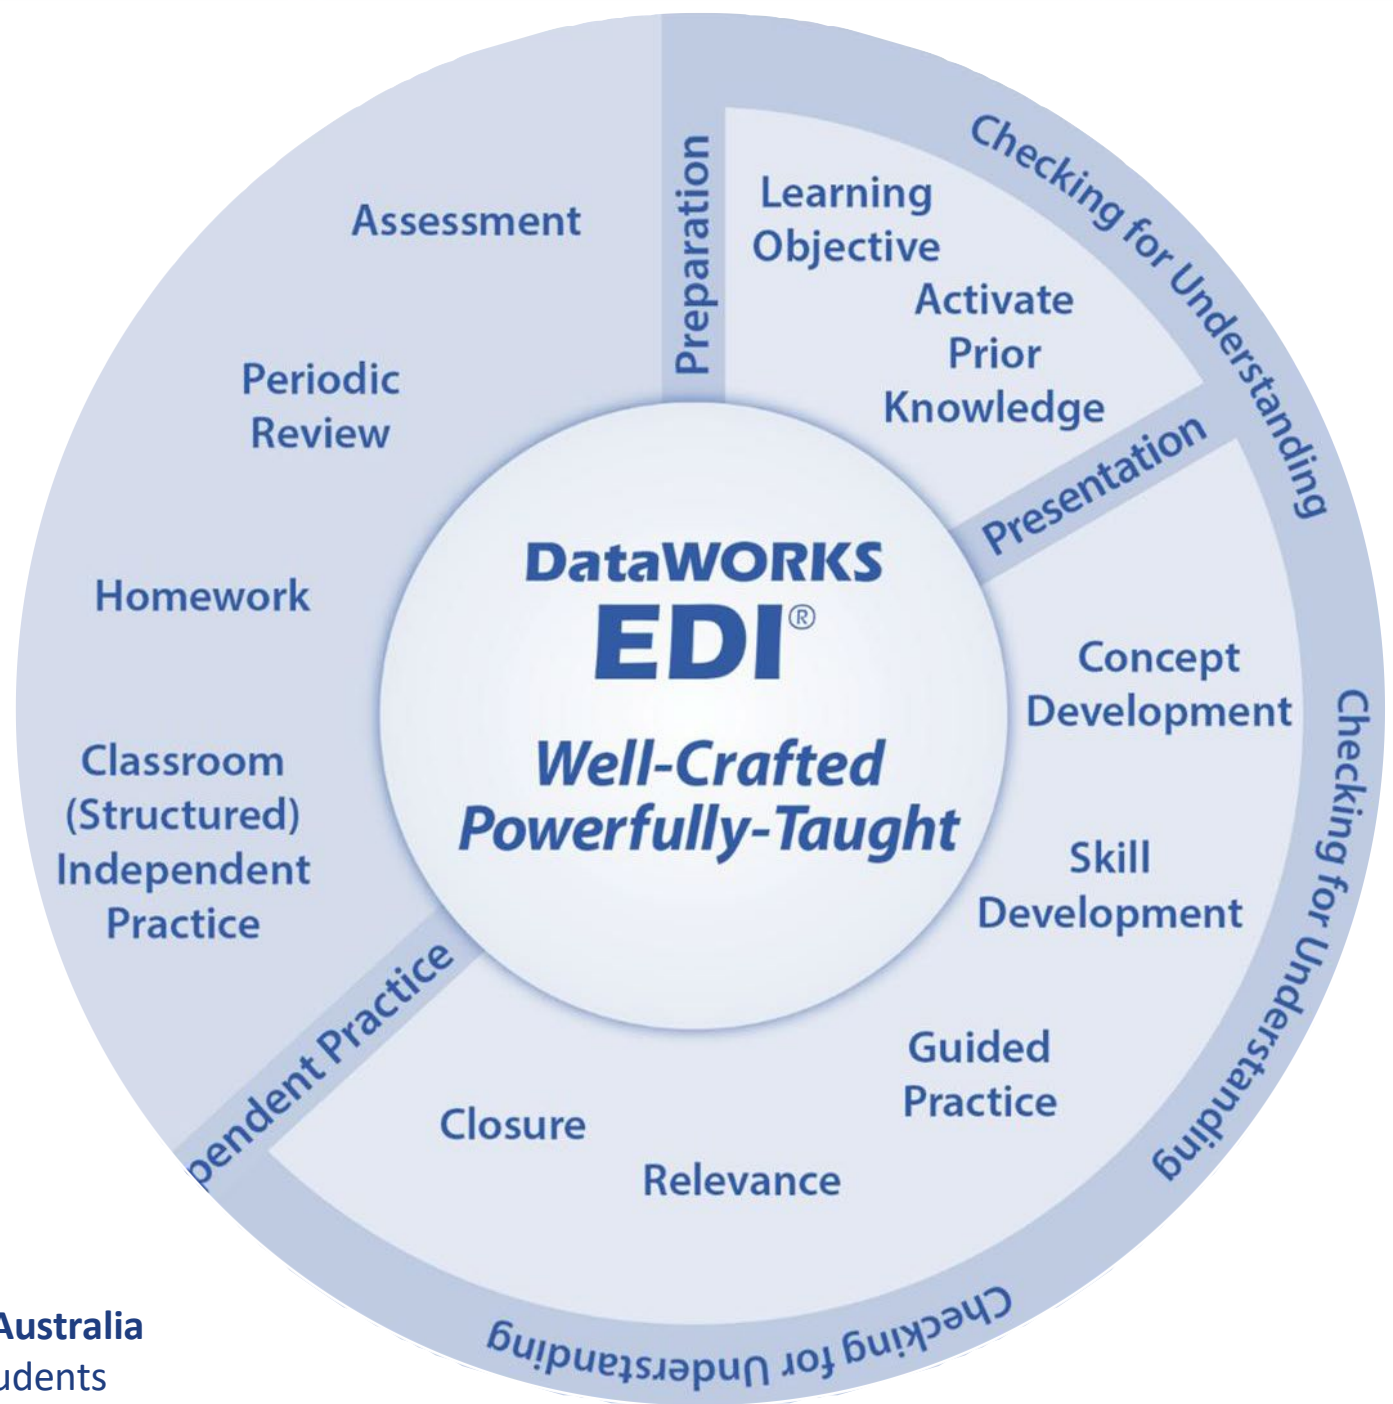 Preparation
Checking for Understanding
Learning
Objective
Activate
Prior
Knowledge
Presentation
Concept
Development
Skill
Development
Checking for Understanding
Guided
Practice
Relevance
Closure
Checking for Understanding
pendent Practice
Classroom
(Structured)
Independent
Practice
Homework
Periodic
Review
Assessment
DataWORKS
EDI®
Well-Crafted
Powerfully-Taught
Australia
udents